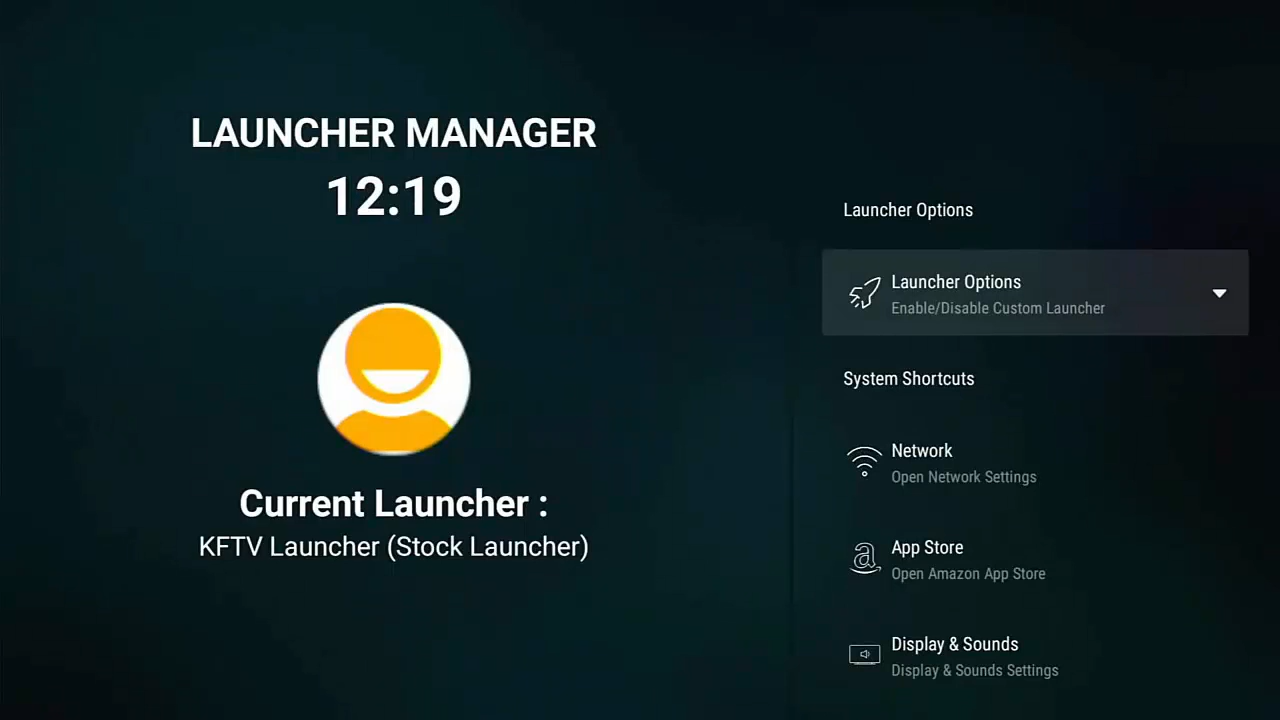 LAUNCHER MANAGER
12:19
Current Launcher :
KFTV Launcher (Stock Launcher)
Launcher Options
Launcher Options
Enable/Disable Custom Launcher
System Shortcuts
Network
Open Network Settings
App Store
Open Amazon App Store
Display & Sounds
Display & Sounds Settings